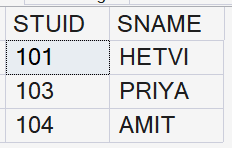 STUID SNAME
101 HETVI
103 PRIYA
104 AMIT